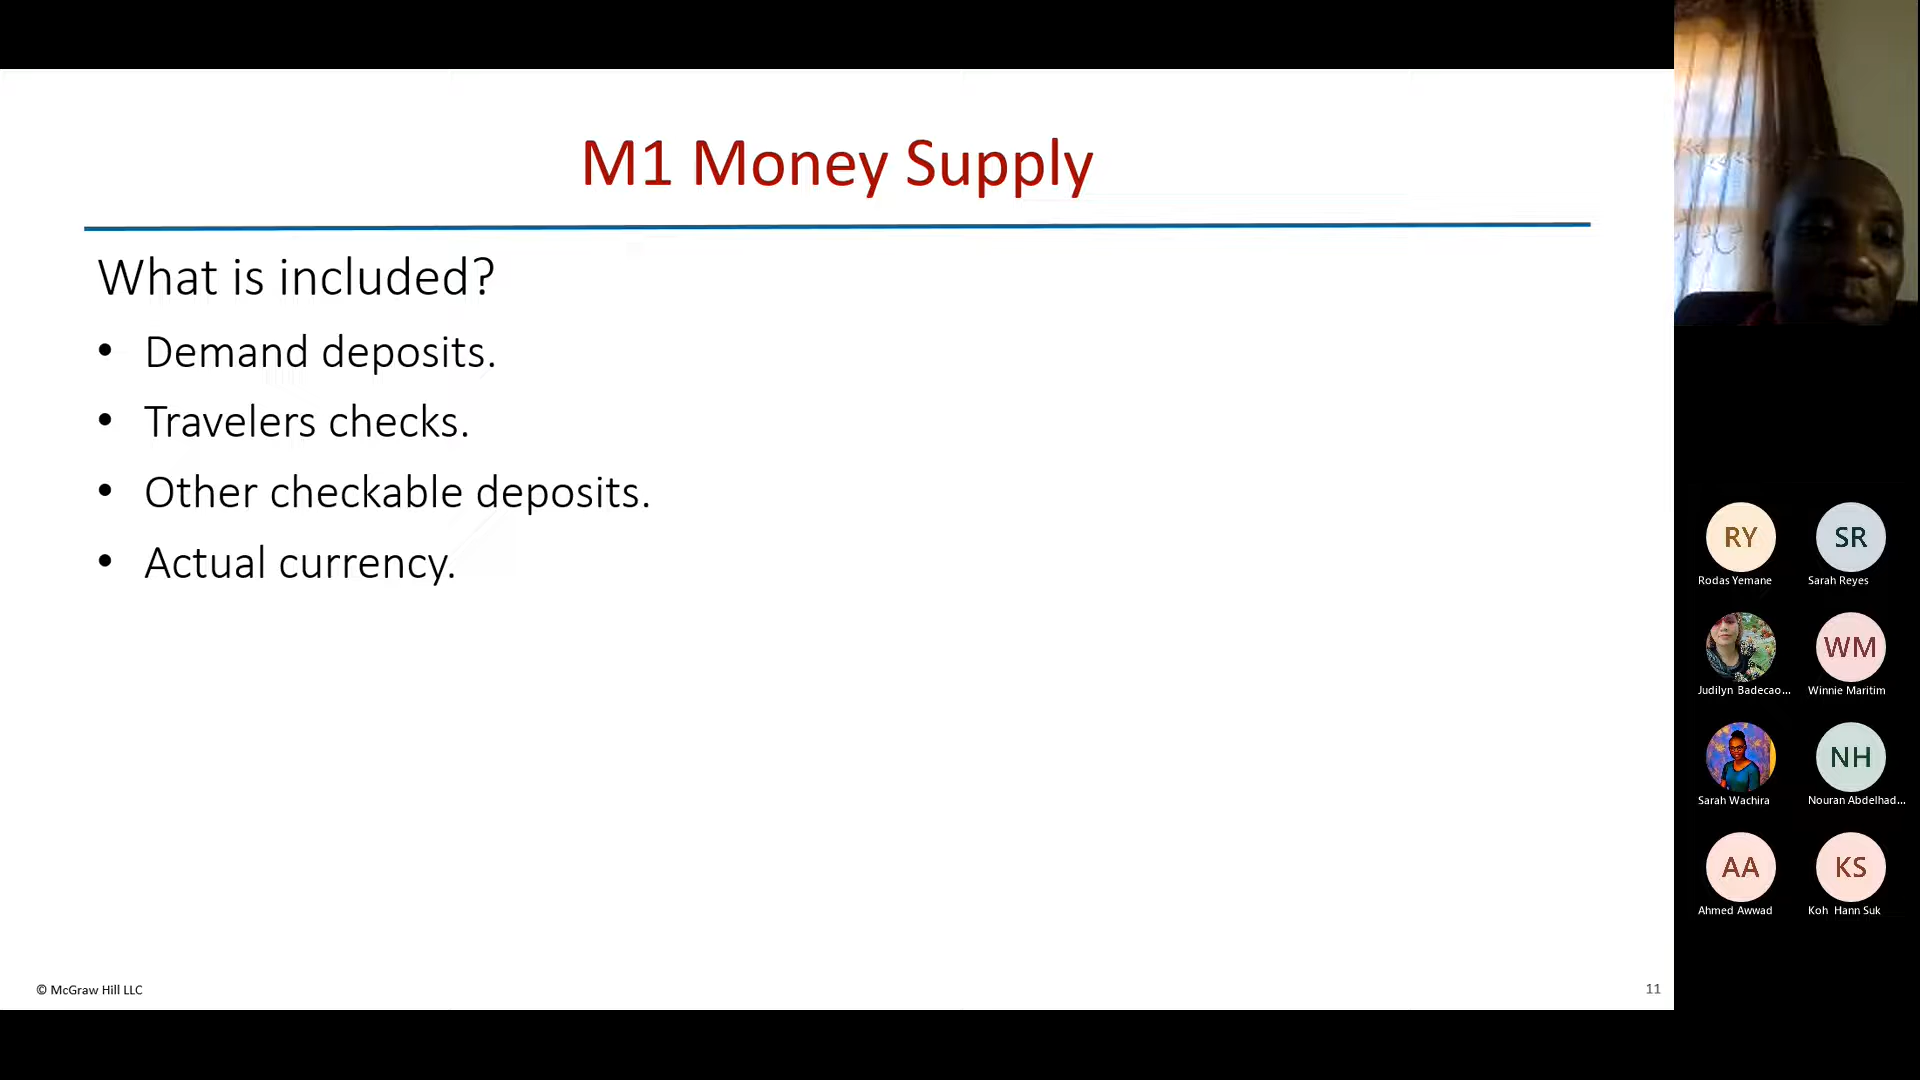 M1 Money Supply
What is included?
• Demand deposits.
• Travelers checks.
• Other checkable deposits.
• Actual currency.
© McGraw Hill LLC
11
RY
SR
Rodas Yemane
Sarah Reyes
WM
Judilyn Badecao...
Winnie Maritim
NH
Sarah Wachira
Nouran Abdelhad...
AA
KS
Ahmed Awwad
Koh Hann Suk